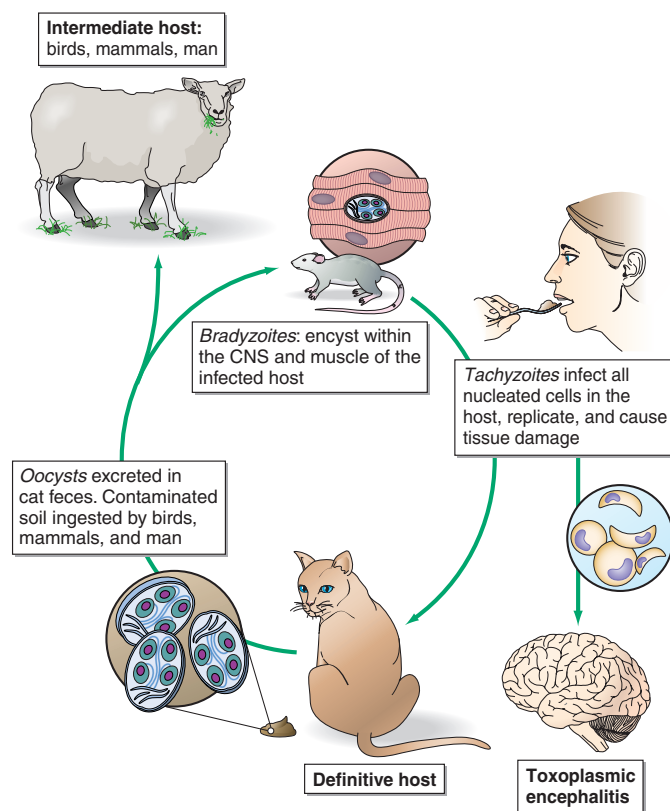 Intermediate host:
birds, mammals, man
Bradyzoites: encyst within
the CNS and muscle of the
infected host
Tachyzoites infect all
nucleated cells in the
host, replicate, and cause
tissue damage
Oocysts excreted in
cat feces. Contaminated
soil ingested by birds,
mammals, and man
Definitive host
Toxoplasmic
encephalitis